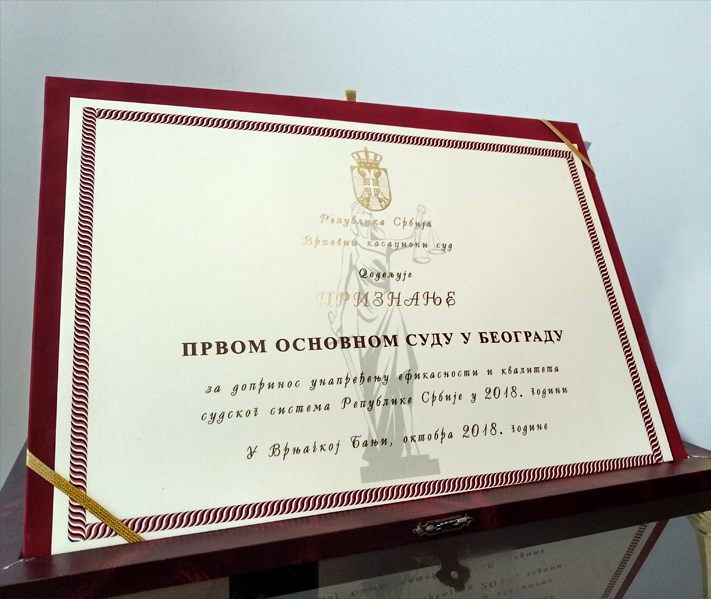 Република Србија
Врховни касациони суд
Додељује
ПРИЗНАЊЕ
ПРВОМ ОСНОВНОМ СУДУ У БЕОГРАДУ
за допринос унапређењу ефикасности и квалитета
судског система Републике Србије у 2018. години
У Врњачкој Бањи, октобра 2018. године